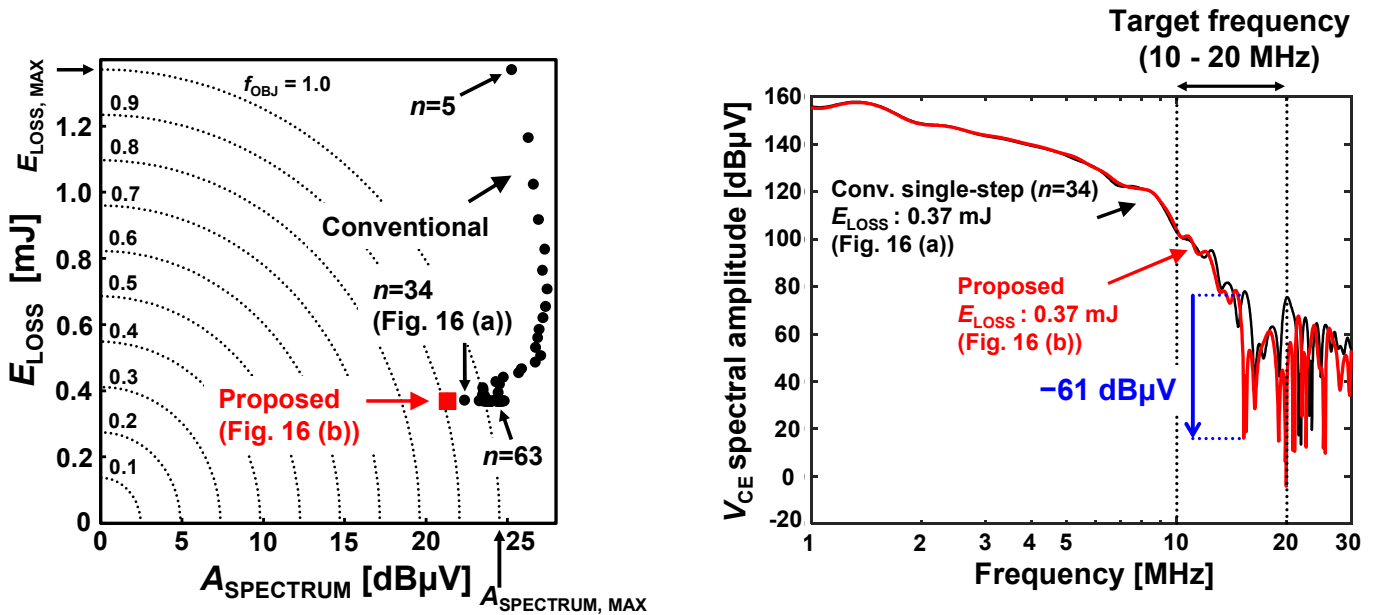 E_LOSS, MAX
E_LOSS [mJ]
1.2
1.0
0.8
0.6
0.4
0.2
0
f_OBJ = 1.0
0.9
0.8
0.7
0.6
0.5
0.4
0.3
0.2
0.1
n=5
Conventional
n=34
(Fig. 16 (a))
Proposed
(Fig. 16 (b))
n=63
0 5 10 15 20 25
A_SPECTRUM [dBµV]
A_SPECTRUM, MAX
Target frequency
(10 - 20 MHz)
V_CE spectral amplitude [dBµV]
160
140
120
100
80
60
40
20
0
-20
Conv. single-step (n=34)
E_LOSS : 0.37 mJ
(Fig. 16 (a))
Proposed
E_LOSS : 0.37 mJ
(Fig. 16 (b))
−61 dBµV
1 2 3 4 5 10 20 30
Frequency [MHz]